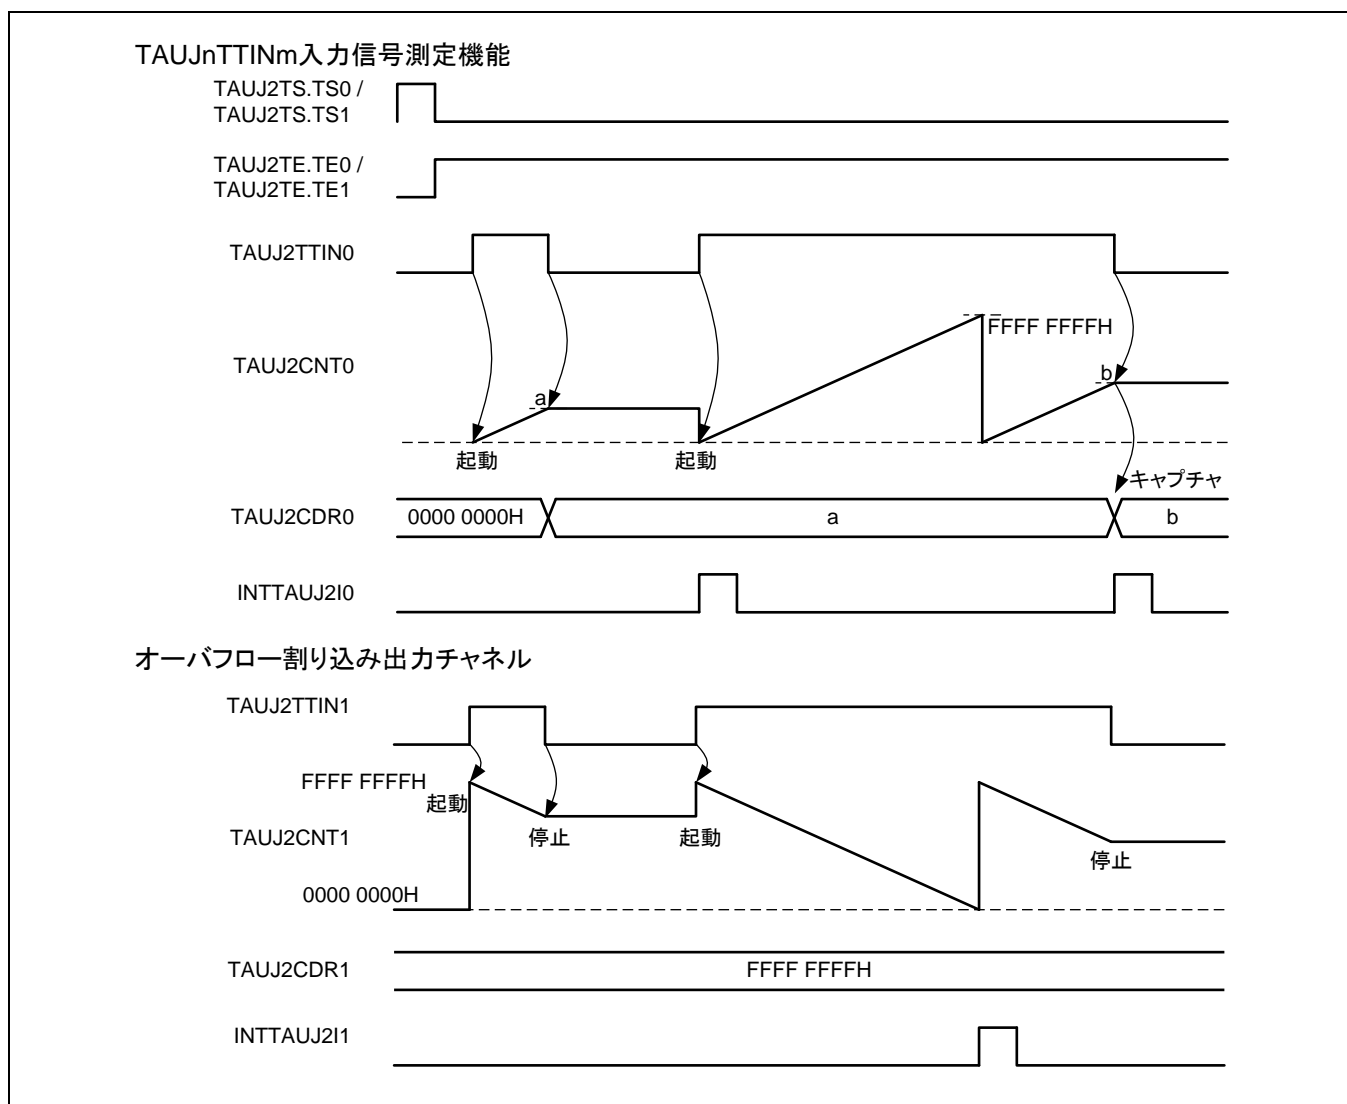 TAUJnTTINm入力信号測定機能
TAUJ2TS.TS0 /
TAUJ2TS.TS1
TAUJ2TE.TE0 /
TAUJ2TE.TE1
TAUJ2TTIN0
FFFF FFFFH
TAUJ2CNT0
a
b
起動
起動
キャプチャ
TAUJ2CDR0
0000 0000H
a
b
INTTAUJ2I0
オーバフロー割り込み出力チャネル
TAUJ2TTIN1
FFFF FFFFH
起動
TAUJ2CNT1
停止
起動
停止
0000 0000H
TAUJ2CDR1
FFFF FFFFH
INTTAUJ2I1